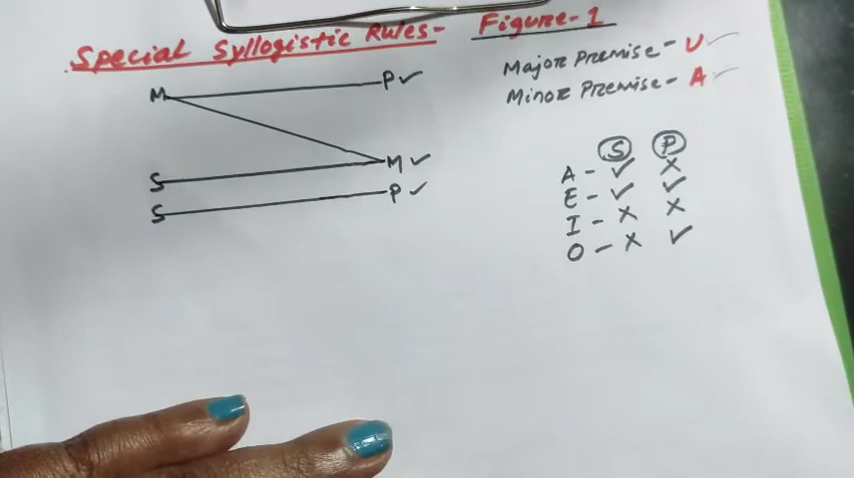 Special Syllogistic Rules- Figure-1
Major Premise- U ✓
Minor Premise- A ✓
M P ✓
S M ✓
S P ✓
S P
A - ✓ ✗
E - ✓ ✓
I - ✗ ✗
O - ✗ ✓